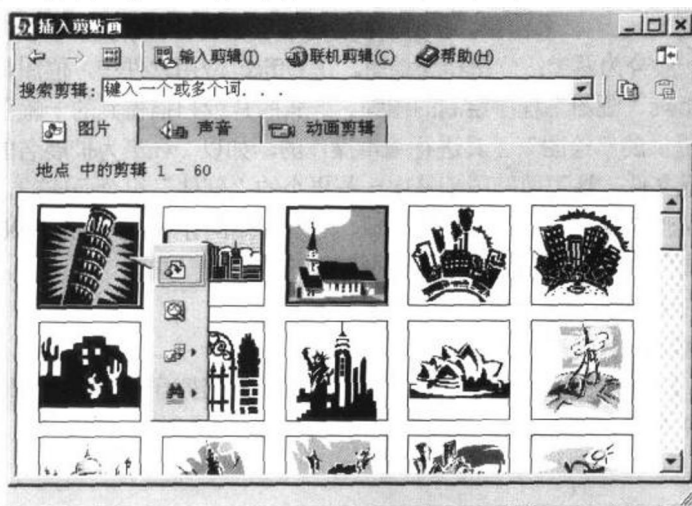 插入剪贴画
输入剪辑(I) 联机剪辑(C) 帮助(H)
搜索剪辑: 键入一个或多个词. . .
图片 声音 动画剪辑
地点 中的剪辑 1 - 60